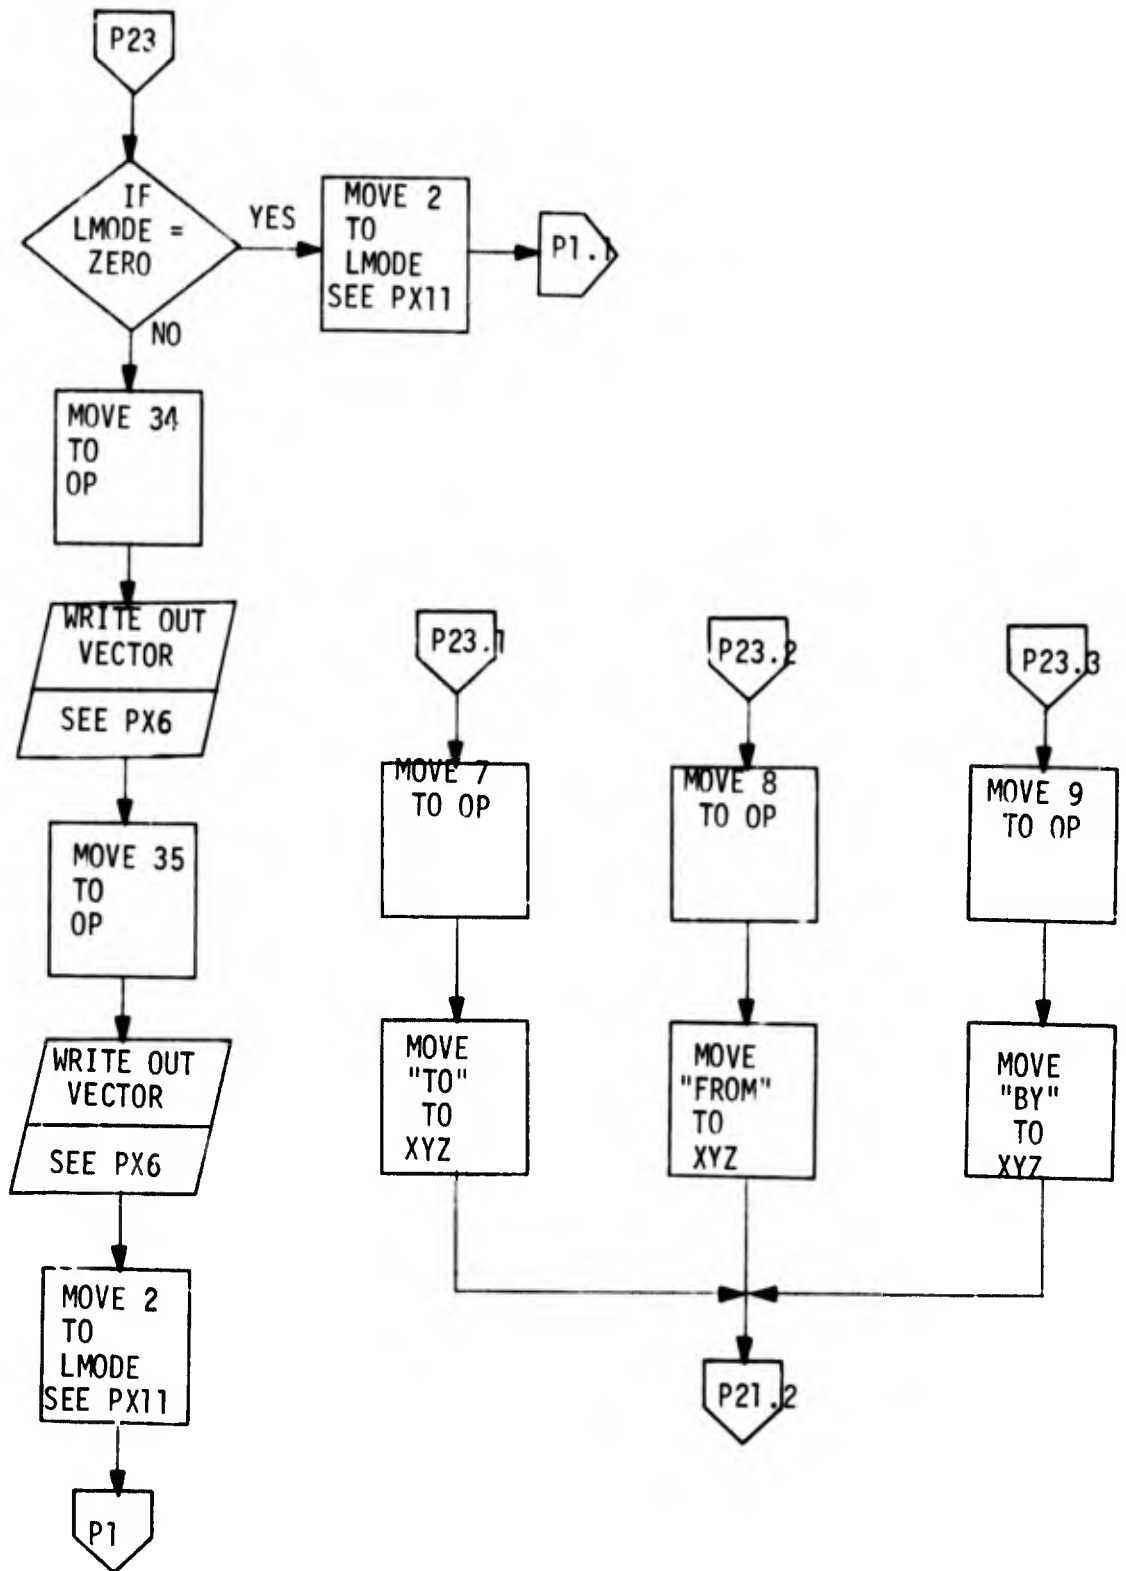 P23
IF
LMODE =
ZERO
YES
MOVE 2
TO
LMODE
SEE PX11
P1.1
NO
MOVE 34
TO
OP
WRITE OUT
VECTOR
SEE PX6
MOVE 35
TO
OP
WRITE OUT
VECTOR
SEE PX6
MOVE 2
TO
LMODE
SEE PX11
P1
P23.1
MOVE 7
TO OP
MOVE
"TO"
TO
XYZ
P23.2
MOVE 8
TO OP
MOVE
"FROM"
TO
XYZ
P23.3
MOVE 9
TO OP
MOVE
"BY"
TO
XYZ
P21.2